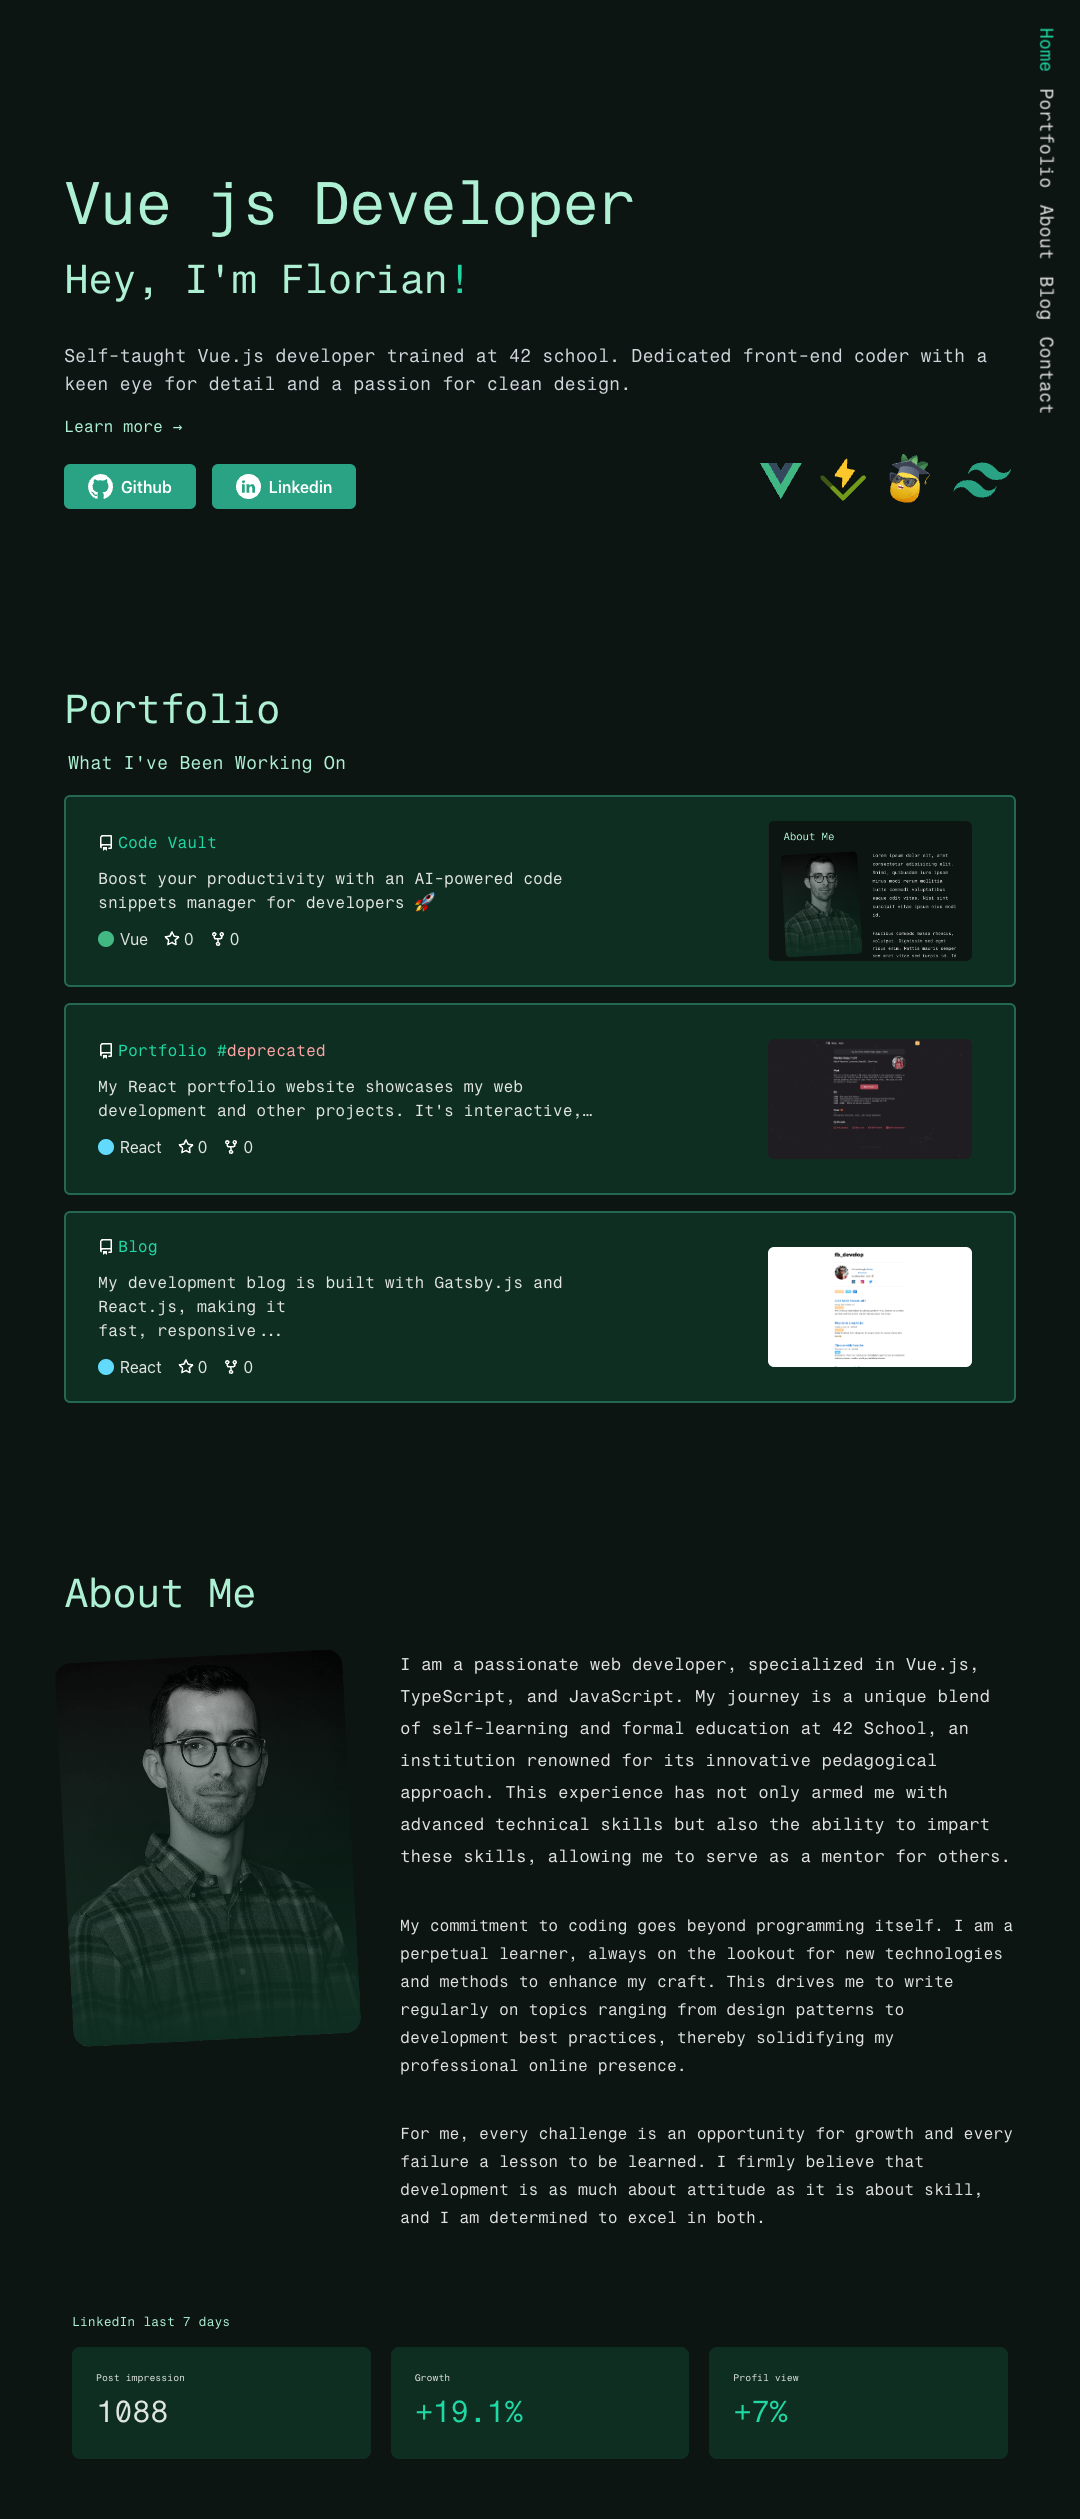 Home Portfolio About Blog Contact
Vue js Developer
Hey, I'm Florian!
Self-taught Vue.js developer trained at 42 school. Dedicated front-end coder with a
keen eye for detail and a passion for clean design.
Learn more →
Github
Linkedin
Portfolio
What I've Been Working On
Code Vault
Boost your productivity with an AI-powered code
snippets manager for developers 🚀
Vue 0 0
About Me
Portfolio #deprecated
My React portfolio website showcases my web
development and other projects. It's interactive,…
React 0 0
Blog
My development blog is built with Gatsby.js and
React.js, making it
fast, responsive...
React 0 0
fb_develop
About Me
I am a passionate web developer, specialized in Vue.js,
TypeScript, and JavaScript. My journey is a unique blend
of self-learning and formal education at 42 School, an
institution renowned for its innovative pedagogical
approach. This experience has not only armed me with
advanced technical skills but also the ability to impart
these skills, allowing me to serve as a mentor for others.
My commitment to coding goes beyond programming itself. I am a
perpetual learner, always on the lookout for new technologies
and methods to enhance my craft. This drives me to write
regularly on topics ranging from design patterns to
development best practices, thereby solidifying my
professional online presence.
For me, every challenge is an opportunity for growth and every
failure a lesson to be learned. I firmly believe that
development is as much about attitude as it is about skill,
and I am determined to excel in both.
LinkedIn last 7 days
Post impression
1088
Growth
+19.1%
Profil view
+7%